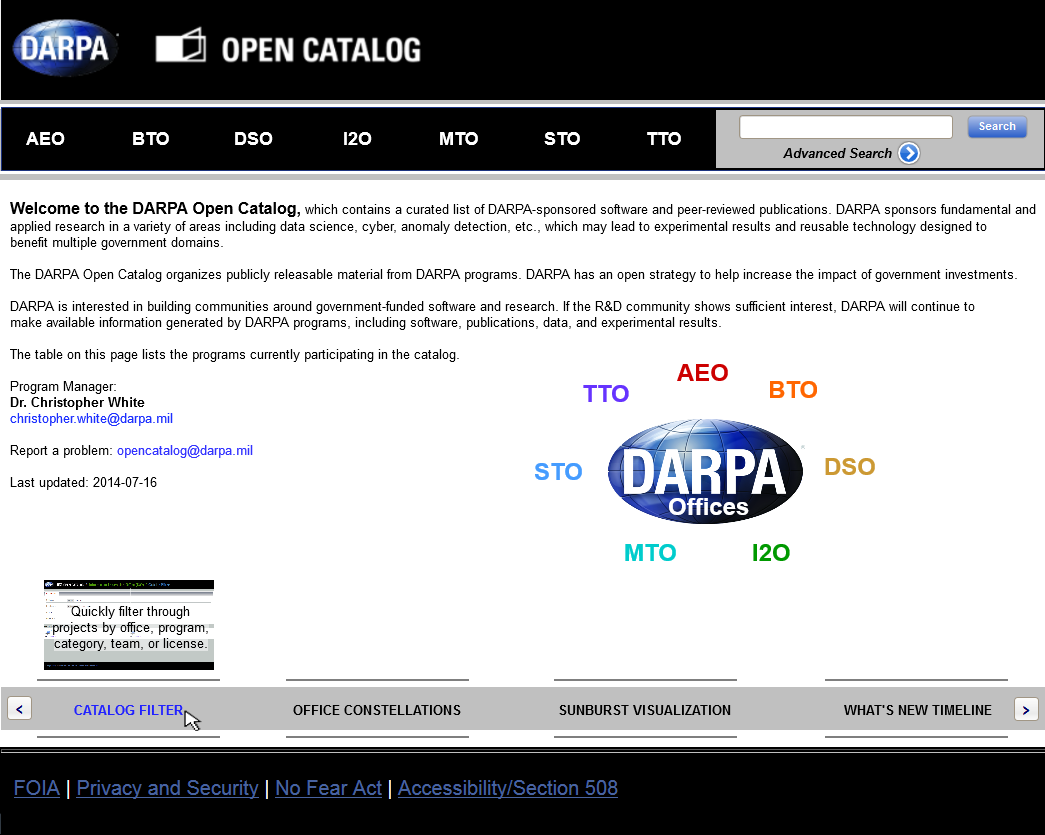 DARPA OPEN CATALOG
AEO BTO DSO I2O MTO STO TTO Search
Advanced Search
Welcome to the DARPA Open Catalog, which contains a curated list of DARPA-sponsored software and peer-reviewed publications. DARPA sponsors fundamental and
applied research in a variety of areas including data science, cyber, anomaly detection, etc., which may lead to experimental results and reusable technology designed to
benefit multiple government domains.
The DARPA Open Catalog organizes publicly releasable material from DARPA programs. DARPA has an open strategy to help increase the impact of government investments.
DARPA is interested in building communities around government-funded software and research. If the R&D community shows sufficient interest, DARPA will continue to
make available information generated by DARPA programs, including software, publications, data, and experimental results.
The table on this page lists the programs currently participating in the catalog.
Program Manager:
Dr. Christopher White
christopher.white@darpa.mil
Report a problem: opencatalog@darpa.mil
Last updated: 2014-07-16
AEO
TTO BTO
STO DARPA DSO
Offices
MTO I2O
Quickly filter through
projects by office, program,
category, team, or license.
< CATALOG FILTER OFFICE CONSTELLATIONS SUNBURST VISUALIZATION WHAT'S NEW TIMELINE >
FOIA | Privacy and Security | No Fear Act | Accessibility/Section 508